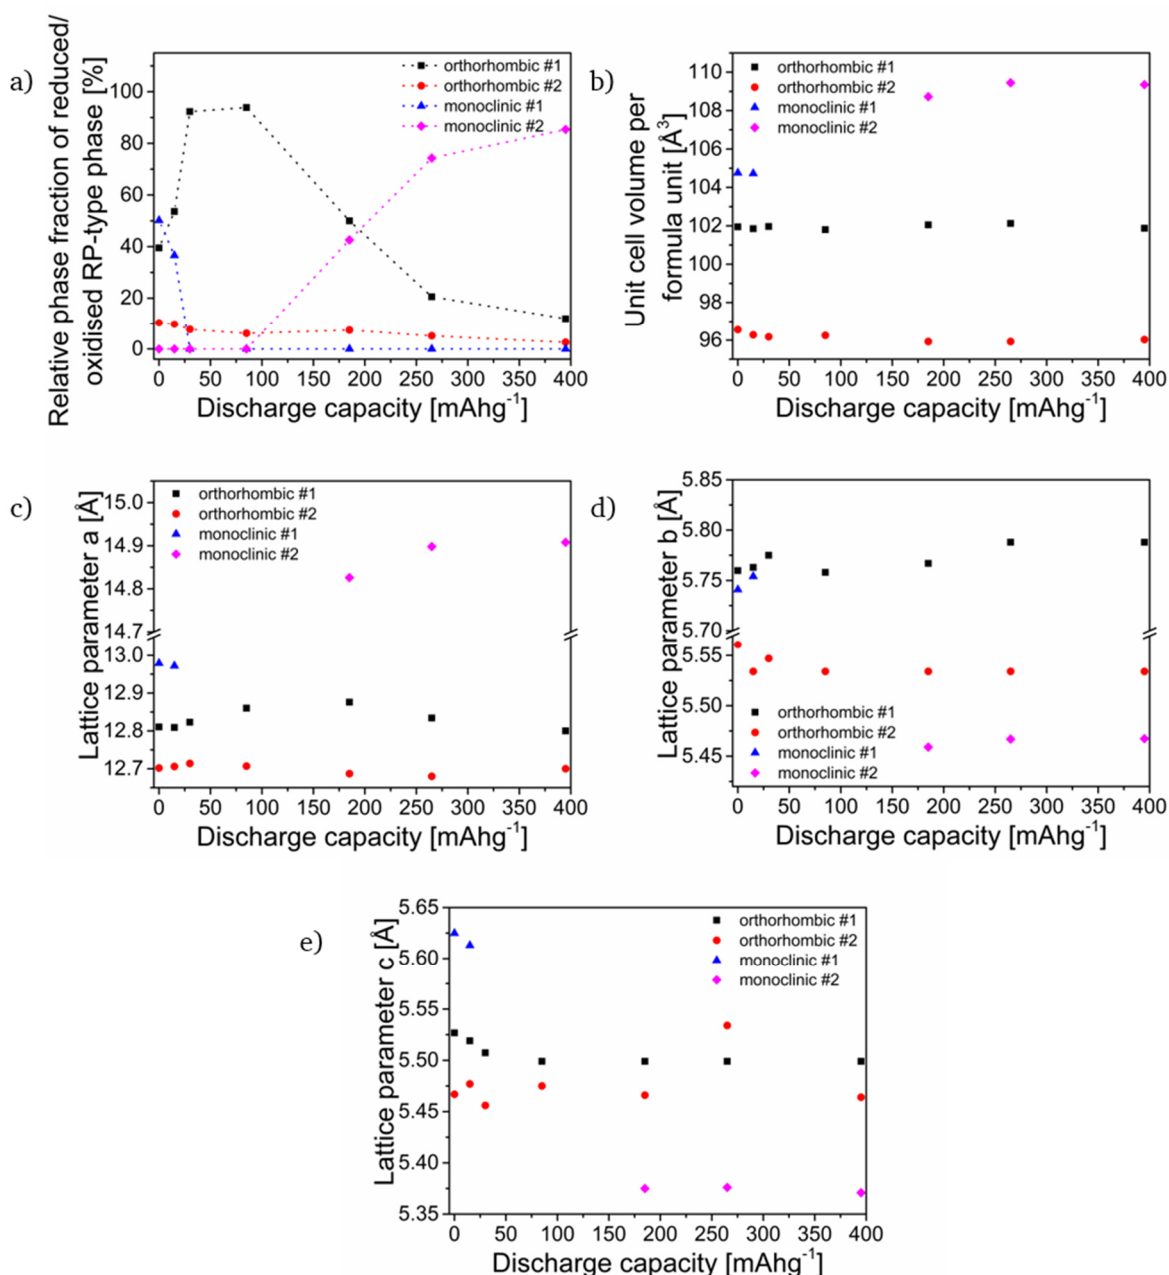 a)
Relative phase fraction of reduced/
oxidised RP-type phase [%]
100
80
60
40
20
0
orthorhombic #1
orthorhombic #2
monoclinic #1
monoclinic #2
0 50 100 150 200 250 300 350 400
Discharge capacity [mAhg⁻¹]
b)
Unit cell volume per
formula unit [Å³]
110
108
106
104
102
100
98
96
orthorhombic #1
orthorhombic #2
monoclinic #1
monoclinic #2
0 50 100 150 200 250 300 350 400
Discharge capacity [mAhg⁻¹]
c)
Lattice parameter a [Å]
15.0
14.9
14.8
14.7
13.0
12.9
12.8
12.7
orthorhombic #1
orthorhombic #2
monoclinic #1
monoclinic #2
0 50 100 150 200 250 300 350 400
Discharge capacity [mAhg⁻¹]
d)
Lattice parameter b [Å]
5.85
5.80
5.75
5.70
5.55
5.50
5.45
orthorhombic #1
orthorhombic #2
monoclinic #1
monoclinic #2
0 50 100 150 200 250 300 350 400
Discharge capacity [mAhg⁻¹]
e)
Lattice parameter c [Å]
5.65
5.60
5.55
5.50
5.45
5.40
5.35
orthorhombic #1
orthorhombic #2
monoclinic #1
monoclinic #2
0 50 100 150 200 250 300 350 400
Discharge capacity [mAhg⁻¹]